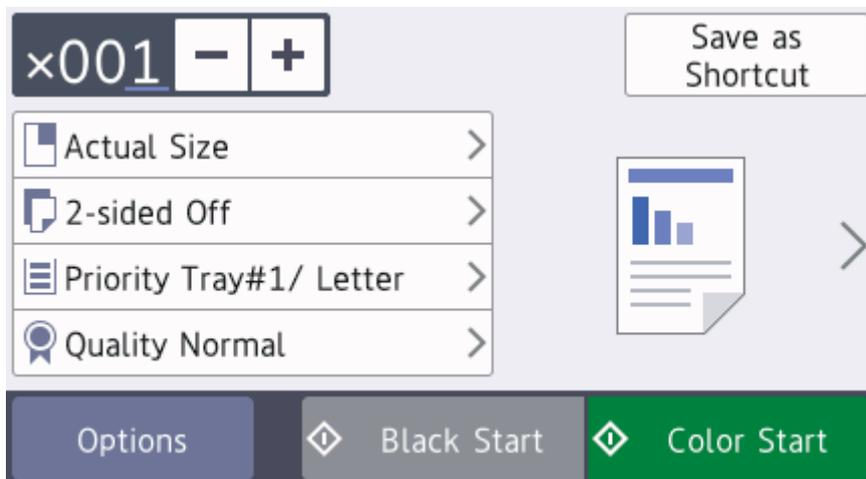 ×001 − +
Save as
Shortcut
Actual Size
2-sided Off
Priority Tray#1/ Letter
Quality Normal
Options
Black Start
Color Start